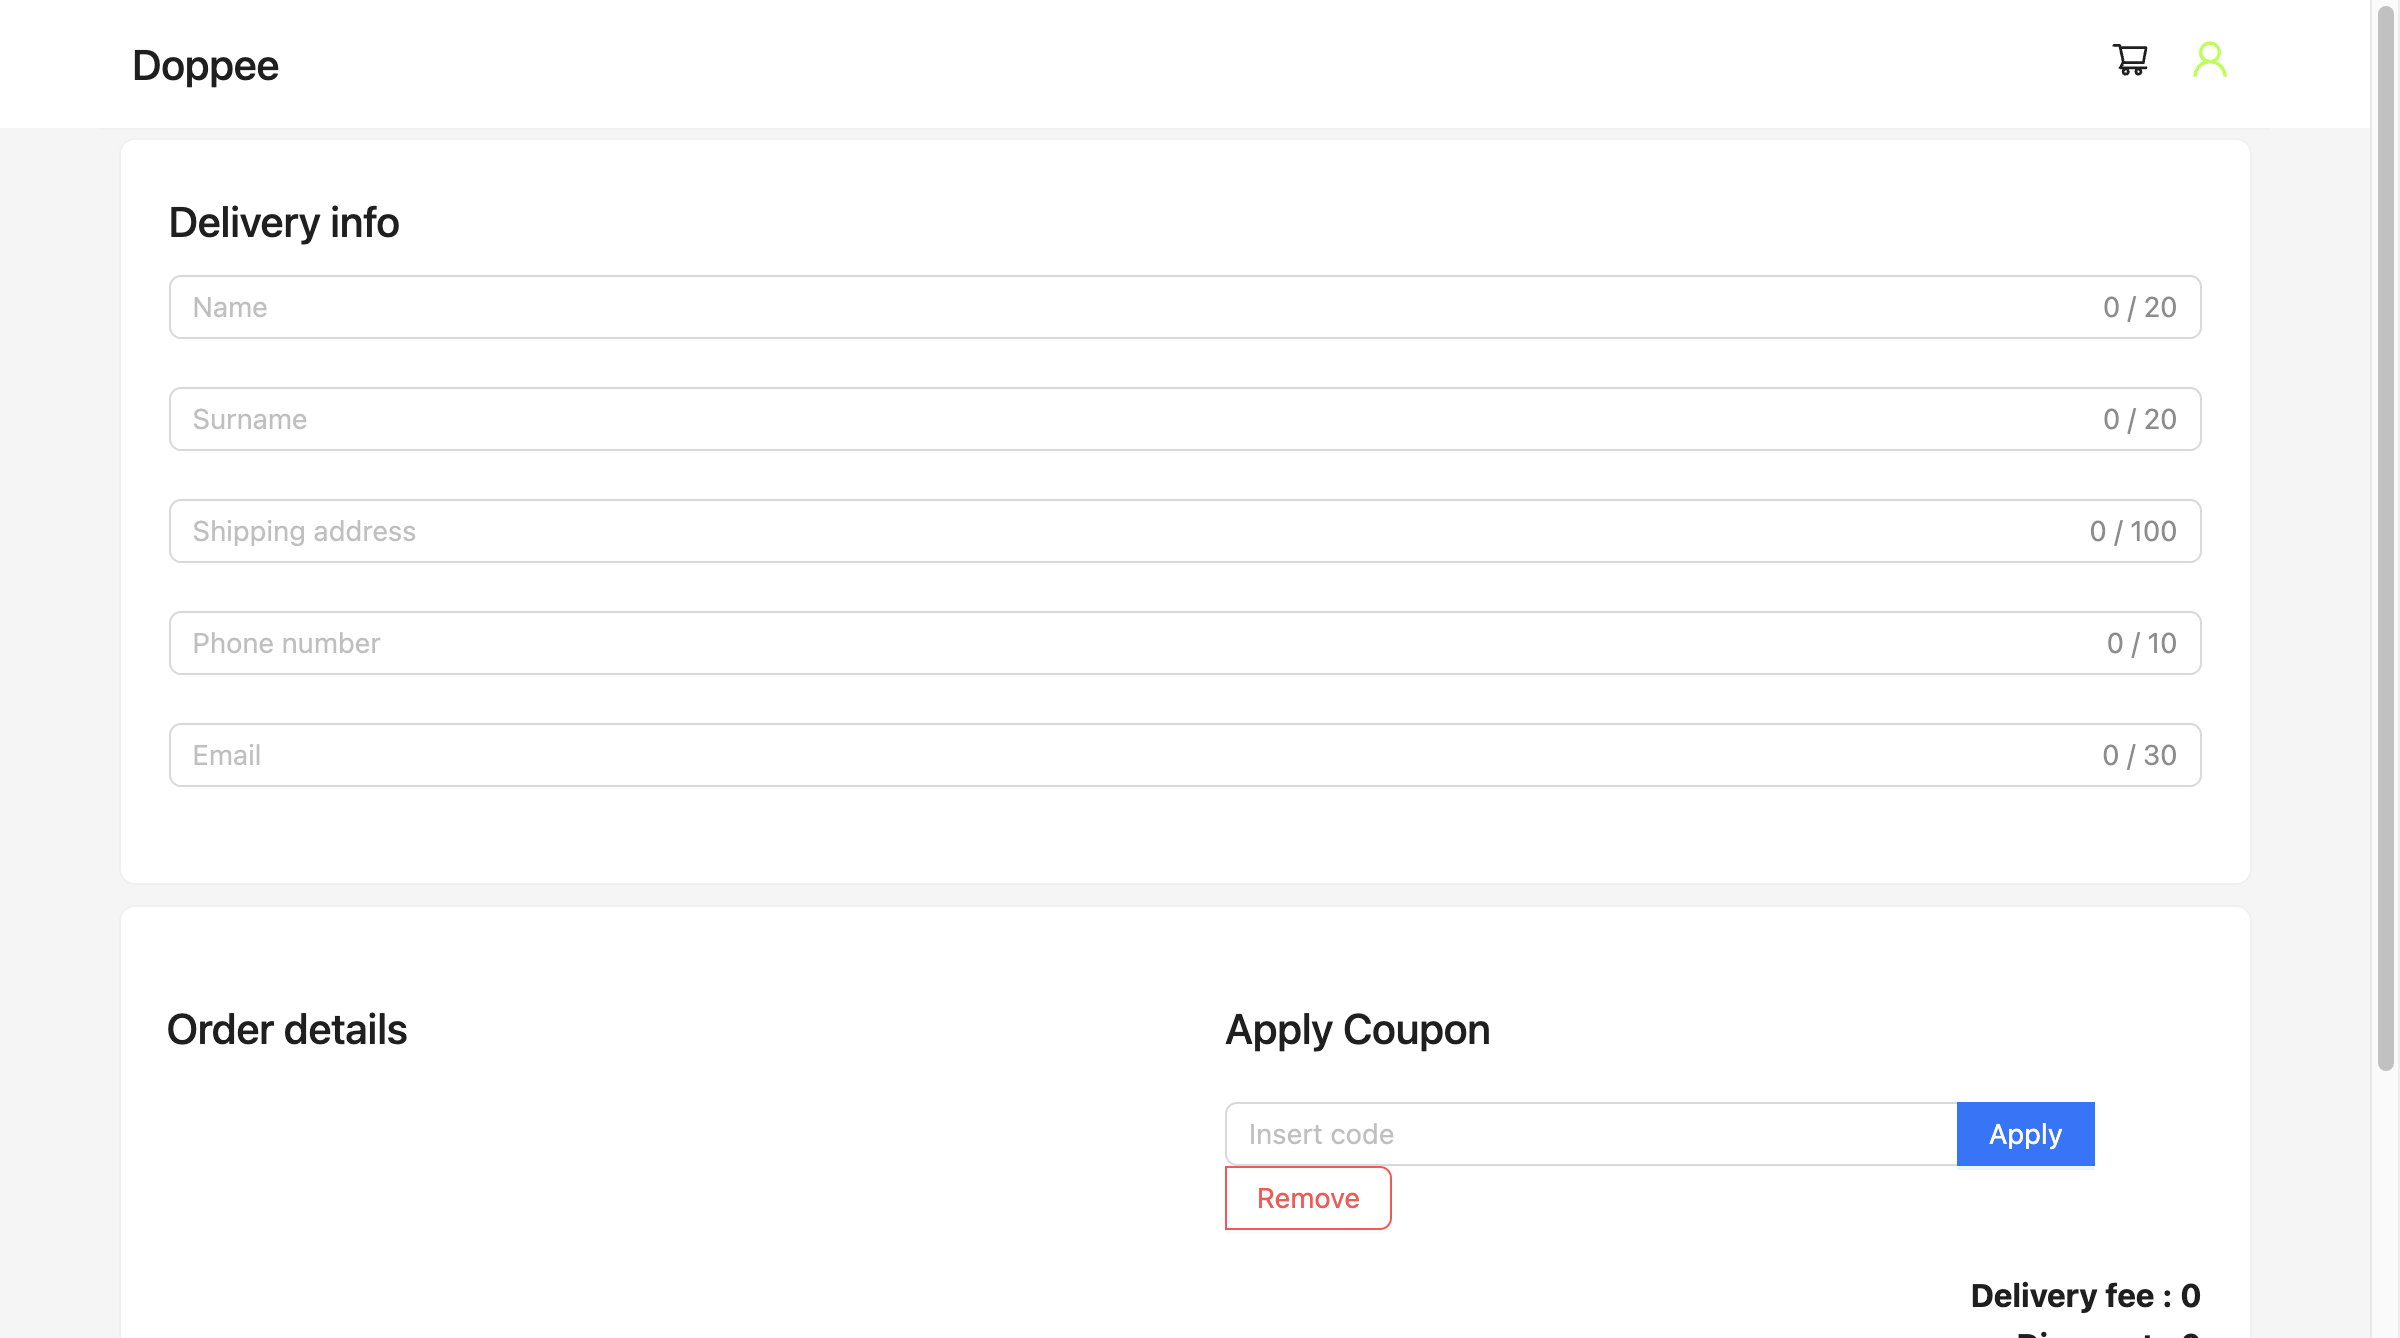 Doppee
Delivery info
Name 0 / 20
Surname 0 / 20
Shipping address 0 / 100
Phone number 0 / 10
Email 0 / 30
Order details
Apply Coupon
Insert code Apply
Remove
Delivery fee : 0